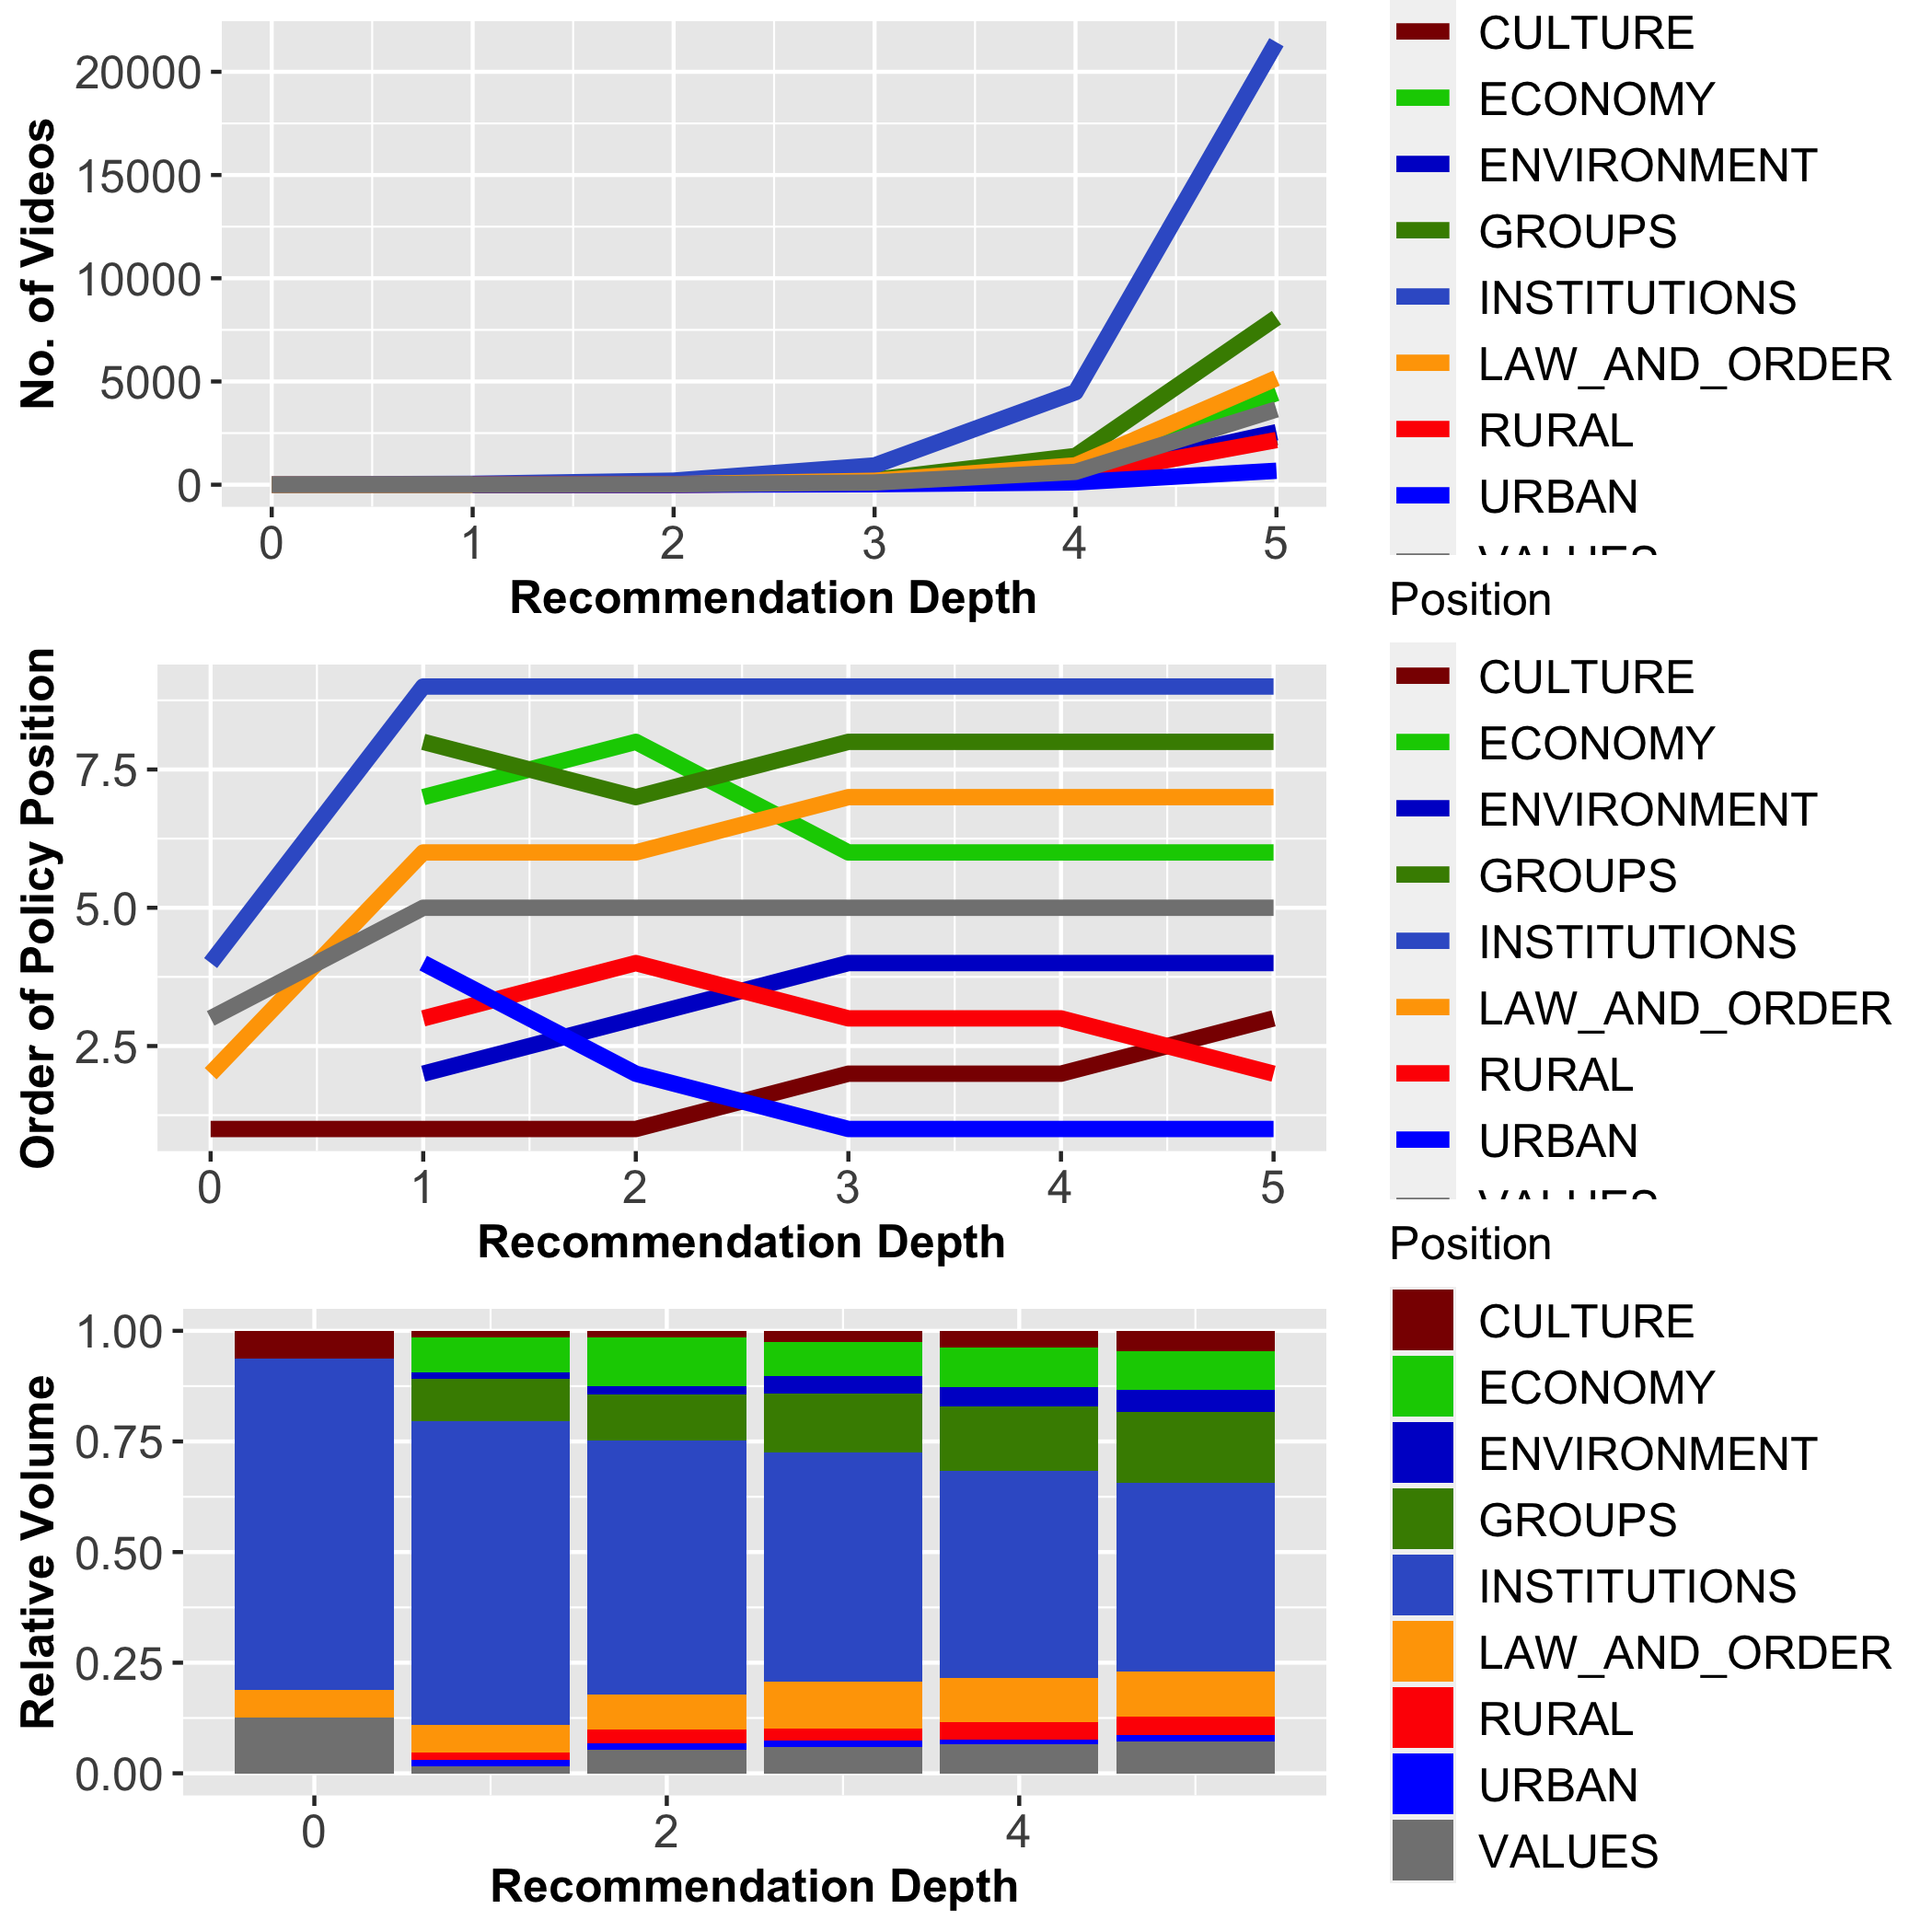 No. of Videos
20000
15000
10000
5000
0
0 1 2 3 4 5
Recommendation Depth
CULTURE
ECONOMY
ENVIRONMENT
GROUPS
INSTITUTIONS
LAW_AND_ORDER
RURAL
URBAN
VALUES
Order of Policy Position
7.5
5.0
2.5
0 1 2 3 4 5
Recommendation Depth
Position
CULTURE
ECONOMY
ENVIRONMENT
GROUPS
INSTITUTIONS
LAW_AND_ORDER
RURAL
URBAN
VALUES
Relative Volume
1.00
0.75
0.50
0.25
0.00
0 2 4
Recommendation Depth
Position
CULTURE
ECONOMY
ENVIRONMENT
GROUPS
INSTITUTIONS
LAW_AND_ORDER
RURAL
URBAN
VALUES